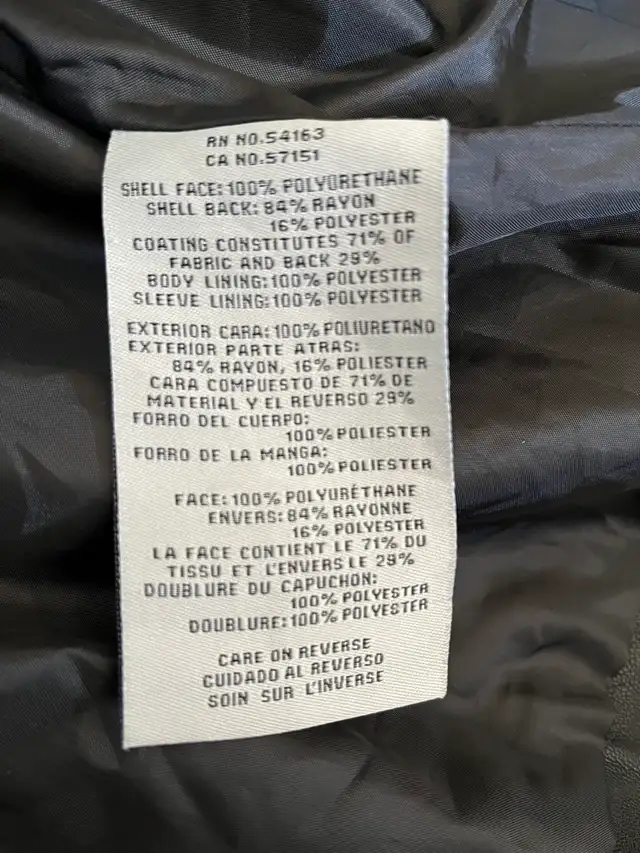 RN NO.54163
CA NO.57151
SHELL FACE:100% POLYURETHANE
SHELL BACK:84% RAYON
16% POLYESTER
COATING CONSTITUTES 71% OF
FABRIC AND BACK 29%
BODY LINING:100% POLYESTER
SLEEVE LINING:100% POLYESTER
EXTERIOR CARA:100% POLIURETANO
EXTERIOR PARTE ATRAS:
84% RAYON, 16% POLIESTER
CARA COMPUESTO DE 71% DE
MATERIAL Y EL REVERSO 29%
FORRO DEL CUERPO:
100% POLIESTER
FORRO DE LA MANGA:
100% POLIESTER
FACE:100% POLYURÉTHANE
ENVERS:84% RAYONNE
16% POLYESTER
LA FACE CONTIENT LE 71% DU
TISSU ET L'ENVERS LE 29%
DOUBLURE DU CAPUCHON:
100% POLYESTER
DOUBLURE:100% POLYESTER
CARE ON REVERSE
CUIDADO AL REVERSO
SOIN SUR L'INVERSE